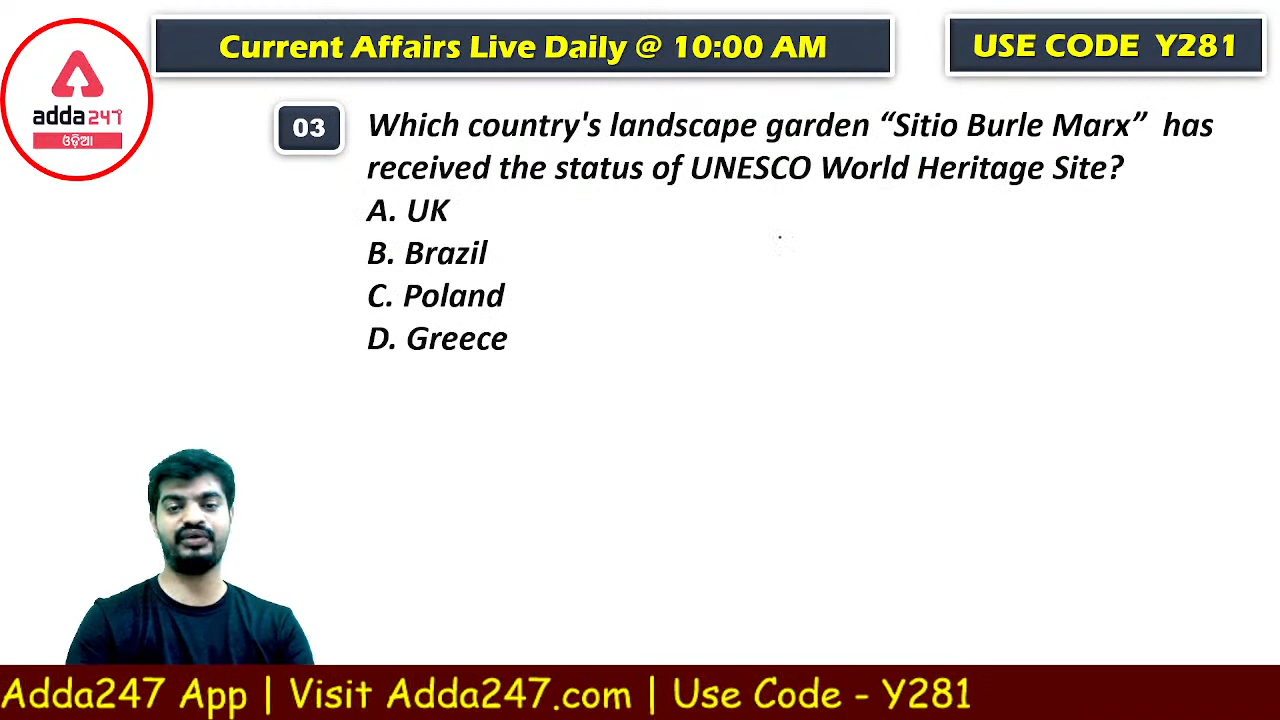 Current Affairs Live Daily @ 10:00 AM
USE CODE Y281
adda247
ଓଡ଼ିଆ
03
Which country's landscape garden “Sitio Burle Marx” has
received the status of UNESCO World Heritage Site?
A. UK
B. Brazil
C. Poland
D. Greece
Adda247 App | Visit Adda247.com | Use Code - Y281